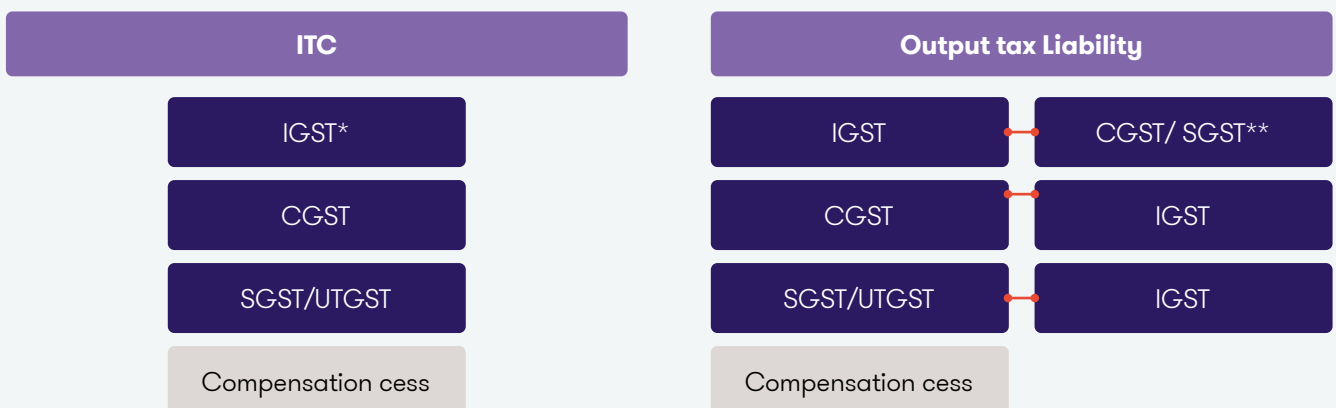 ITC
Output tax Liability
IGST*
IGST
CGST/ SGST**
CGST
CGST
IGST
SGST/UTGST
SGST/UTGST
IGST
Compensation cess
Compensation cess